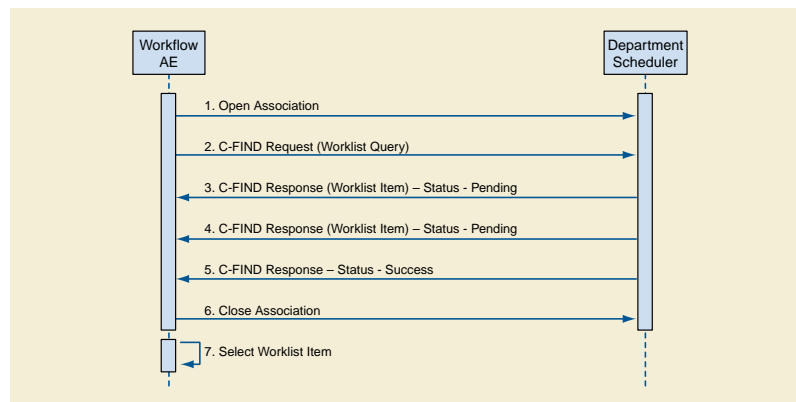 Workflow
AE
Department
Scheduler
1. Open Association
2. C-FIND Request (Worklist Query)
3. C-FIND Response (Worklist Item) – Status - Pending
4. C-FIND Response (Worklist Item) – Status - Pending
5. C-FIND Response – Status - Success
6. Close Association
7. Select Worklist Item